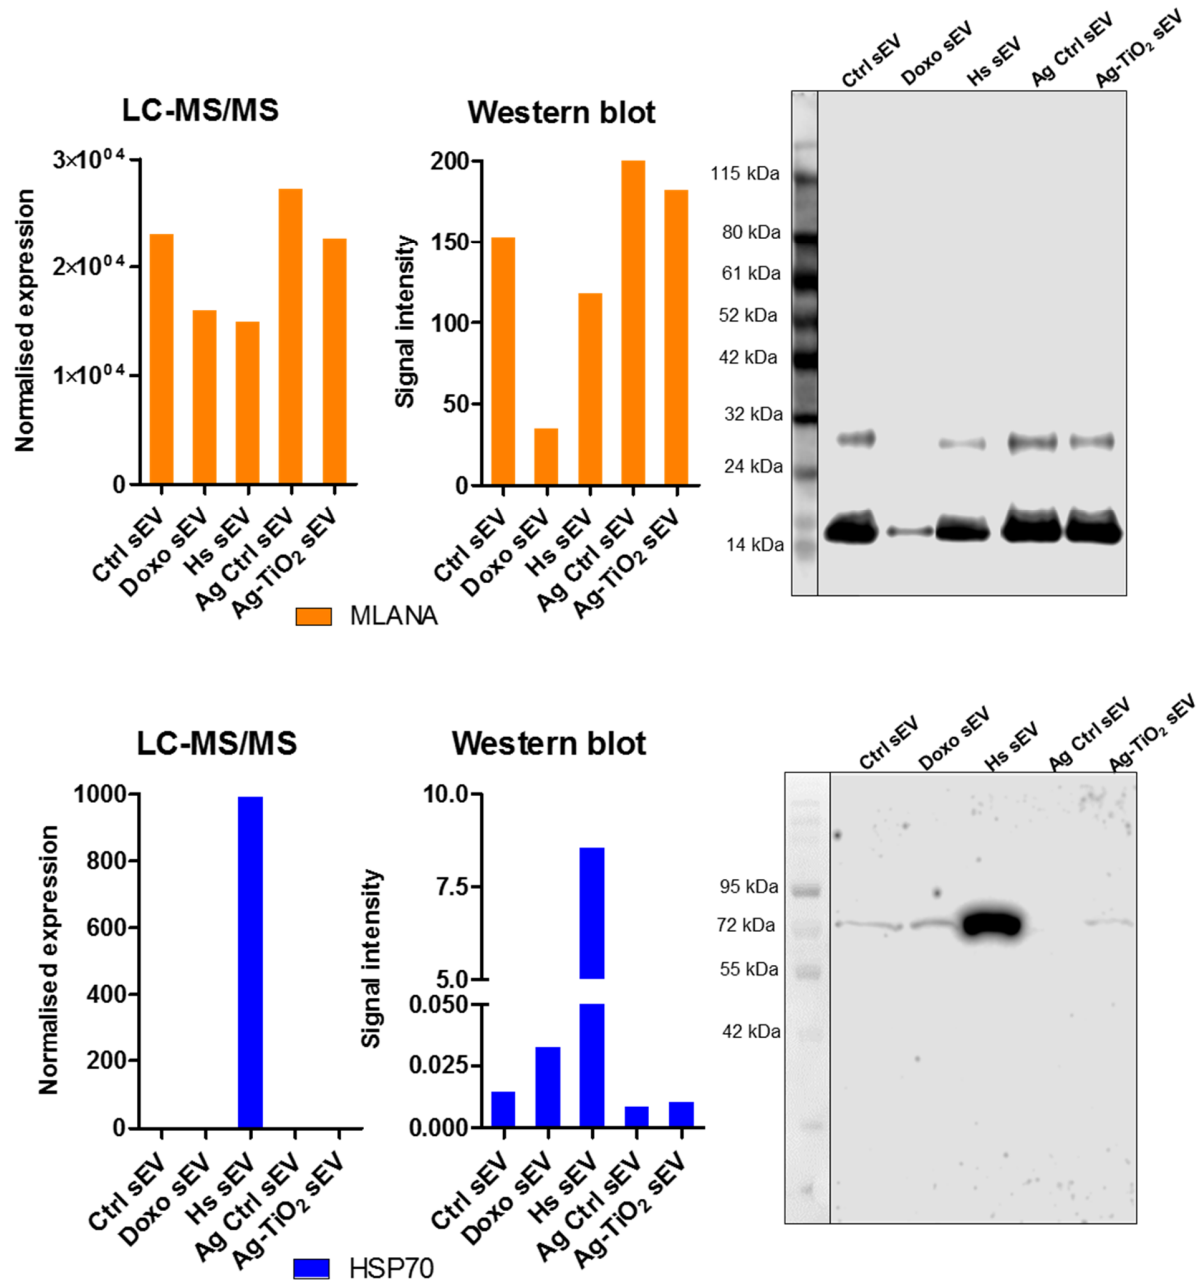 LC-MS/MS
Normalised expression
3×10⁰⁴
2×10⁰⁴
1×10⁰⁴
0
Ctrl sEV
Doxo sEV
Hs sEV
Ag Ctrl sEV
Ag-TiO₂ sEV
Western blot
Signal intensity
200
150
100
50
0
Ctrl sEV
Doxo sEV
Hs sEV
Ag Ctrl sEV
Ag-TiO₂ sEV
MLANA
Ctrl sEV
Doxo sEV
Hs sEV
Ag Ctrl sEV
Ag-TiO₂ sEV
115 kDa
80 kDa
61 kDa
52 kDa
42 kDa
32 kDa
24 kDa
14 kDa
LC-MS/MS
Normalised expression
1000
800
600
400
200
0
Ctrl sEV
Doxo sEV
Hs sEV
Ag Ctrl sEV
Ag-TiO₂ sEV
Western blot
Signal intensity
10.0
7.5
5.0
0.050
0.025
0.000
Ctrl sEV
Doxo sEV
Hs sEV
Ag Ctrl sEV
Ag-TiO₂ sEV
HSP70
Ctrl sEV
Doxo sEV
Hs sEV
Ag Ctrl sEV
Ag-TiO₂ sEV
95 kDa
72 kDa
55 kDa
42 kDa